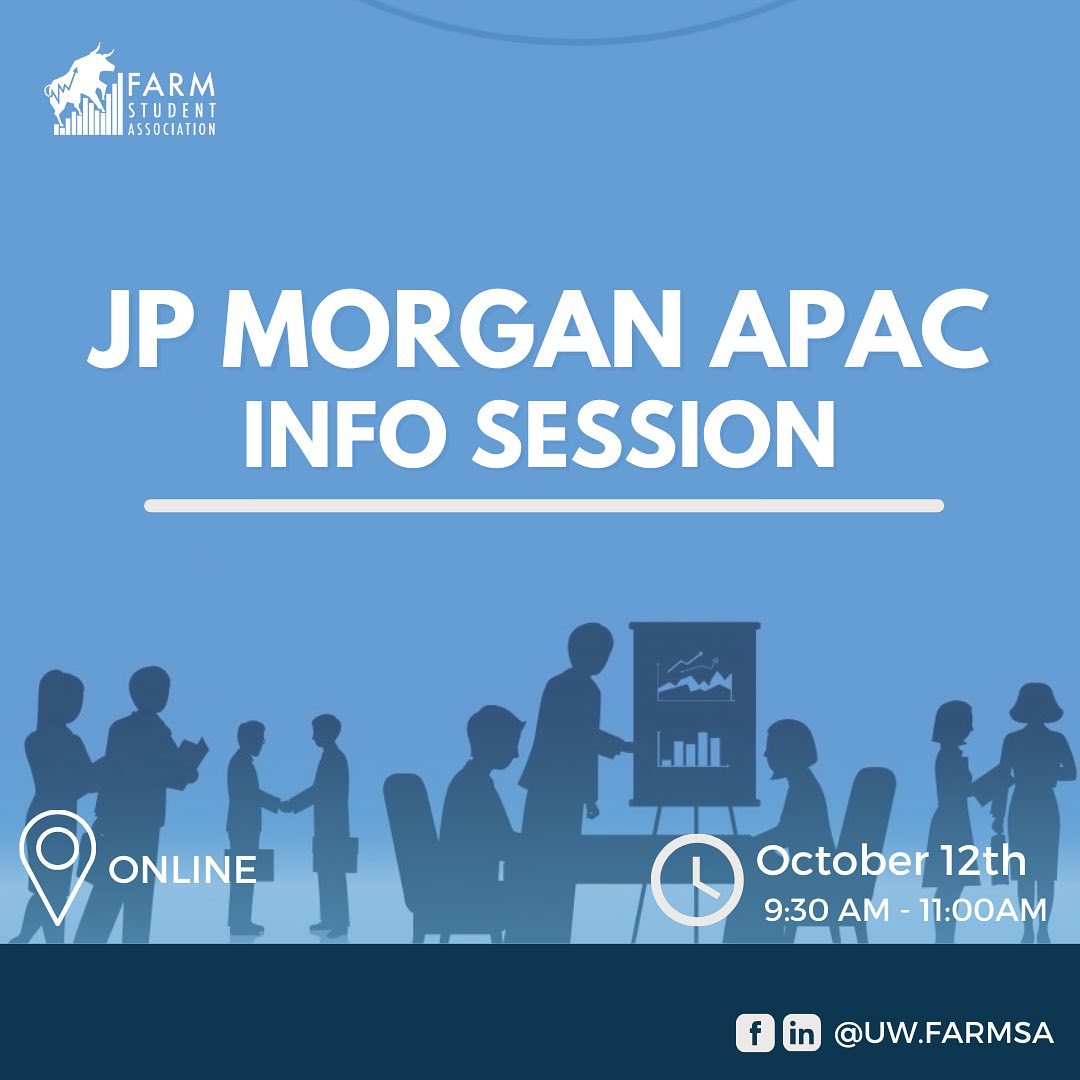 FARM
STUDENT
ASSOCIATION
JP MORGAN APAC
INFO SESSION
ONLINE
October 12th
9:30 AM - 11:00AM
@UW.FARMSA